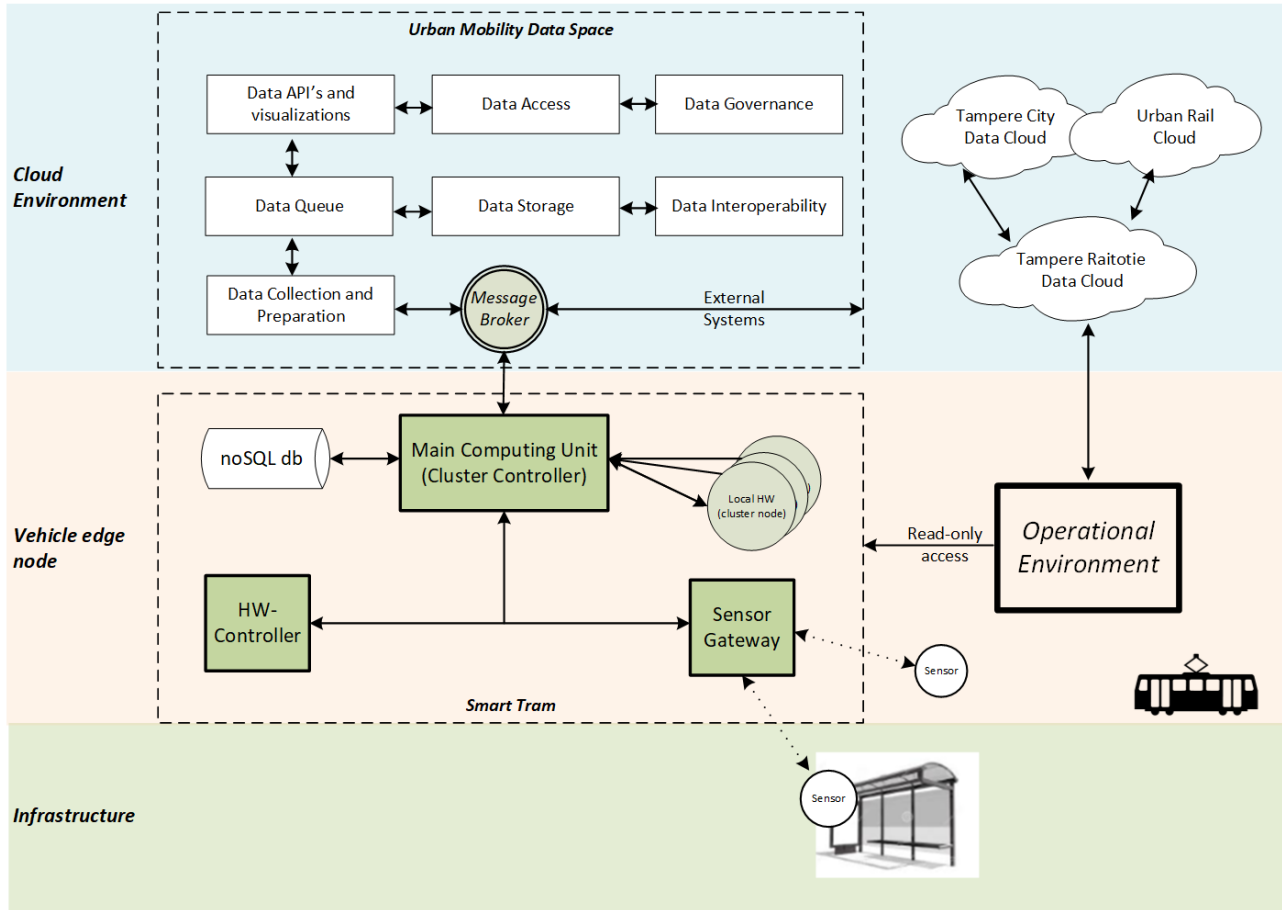 Urban Mobility Data Space
Data API's and
visualizations
Data Access
Data Governance
Tampere City
Data Cloud
Urban Rail
Cloud
Cloud
Environment
Data Queue
Data Storage
Data Interoperability
Tampere Raitotie
Data Cloud
Data Collection and
Preparation
Message
Broker
External
Systems
noSQL db
Main Computing Unit
(Cluster Controller)
Local HW
(cluster node)
Vehicle edge
node
Read-only
access
Operational
Environment
HW-
Controller
Sensor
Gateway
Sensor
Smart Tram
Sensor
Infrastructure